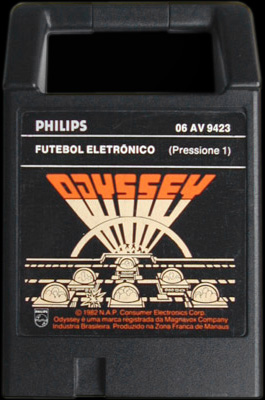 PHILIPS 06 AV 9423
FUTEBOL ELETRÔNICO (Pressione 1)
ODYSSEY
© 1982 N.A.P. Consumer Electronics Corp.
Odyssey é uma marca registrada da Magnavox Company
Indústria Brasileira. Produzido na Zona Franca de Manaus